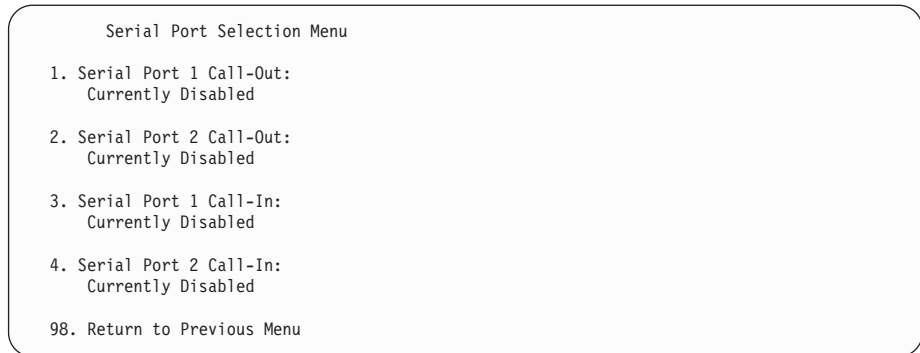 Serial Port Selection Menu
1. Serial Port 1 Call-Out:
Currently Disabled
2. Serial Port 2 Call-Out:
Currently Disabled
3. Serial Port 1 Call-In:
Currently Disabled
4. Serial Port 2 Call-In:
Currently Disabled
98. Return to Previous Menu